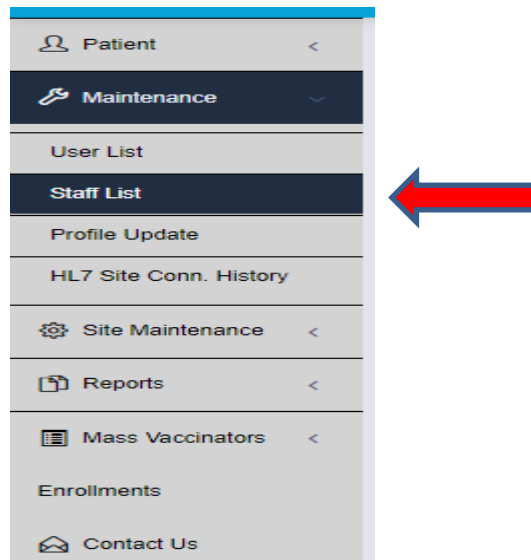 Patient
Maintenance
User List
Staff List
Profile Update
HL7 Site Conn. History
Site Maintenance
Reports
Mass Vaccinators
Enrollments
Contact Us